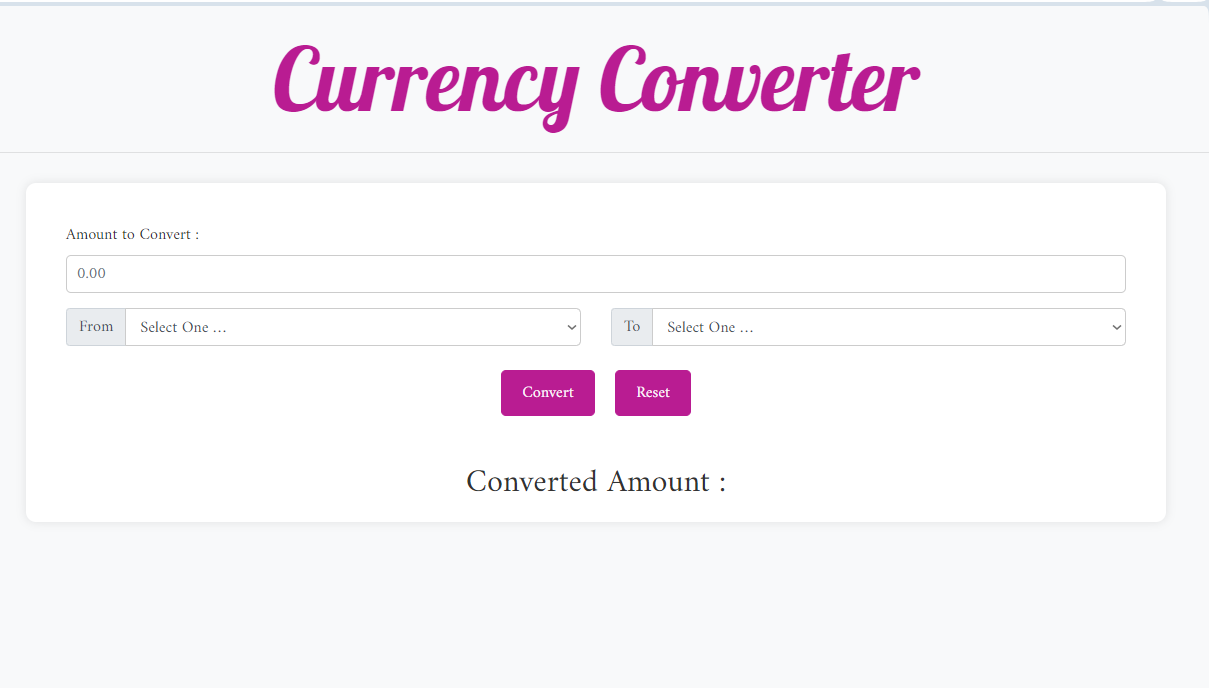 Currency Converter
Amount to Convert :
0.00
From Select One ... To Select One ...
Convert Reset
Converted Amount :